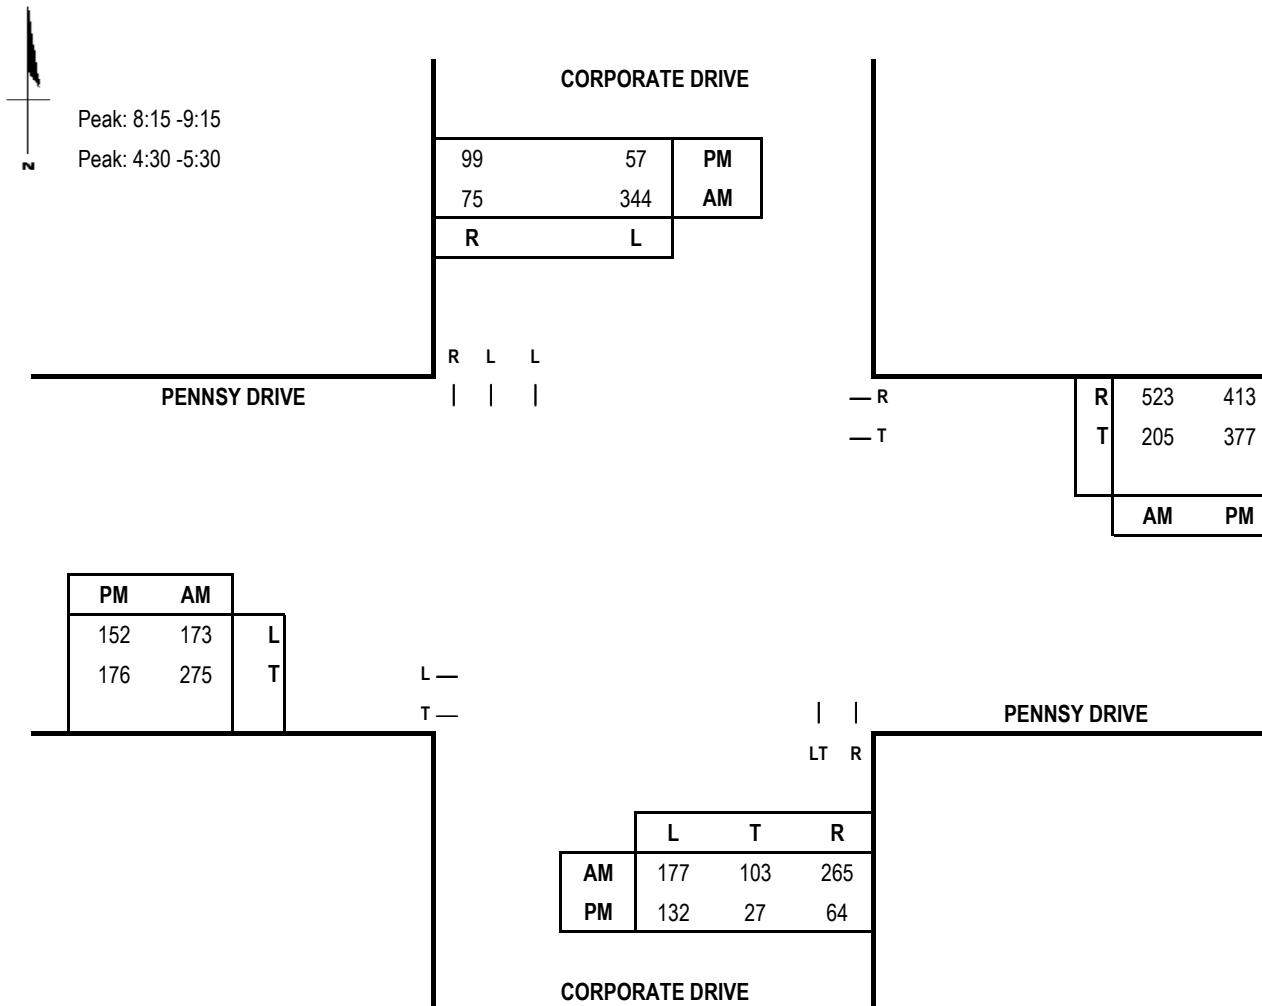 CORPORATE DRIVE
Peak: 8:15 -9:15
Peak: 4:30 -5:30
N
99 57 PM
75 344 AM
R L
R L L
PENNSY DRIVE
R
T
R 523 413
T 205 377
AM PM
PM AM
152 173 L
176 275 T
L
T
PENNSY DRIVE
LT R
L T R
AM 177 103 265
PM 132 27 64
CORPORATE DRIVE